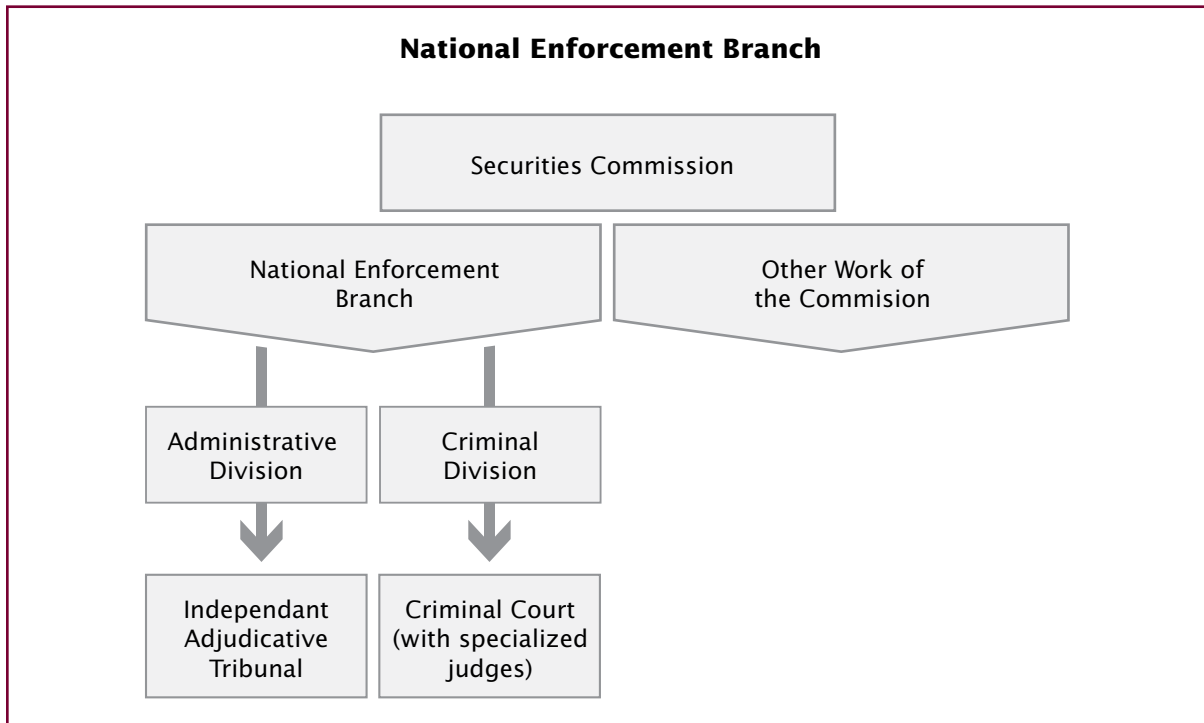 National Enforcement Branch
Securities Commission
National Enforcement
Branch
Other Work of
the Commision
Administrative
Division
Criminal
Division
Independant
Adjudicative
Tribunal
Criminal Court
(with specialized
judges)